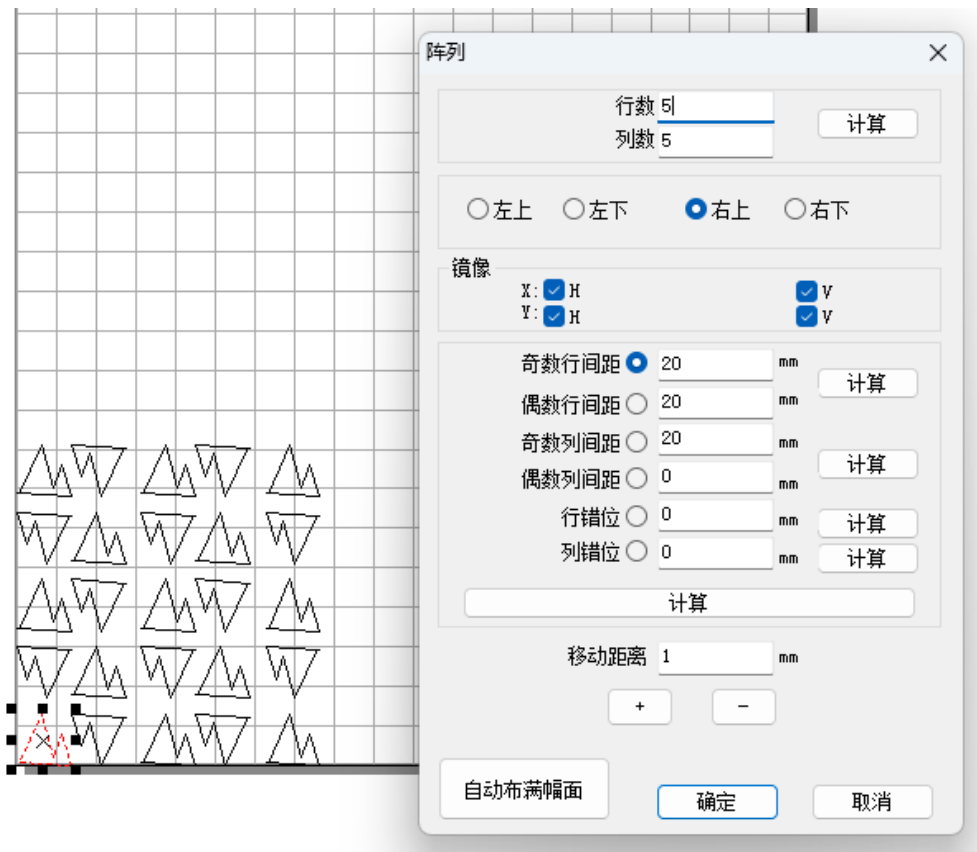 阵列
行数 5
计算
列数 5
左上 左下 右上 右下
镜像
X: H V
Y: H V
奇数行间距 20 mm
计算
偶数行间距 20 mm
奇数列间距 20 mm
计算
偶数列间距 0 mm
行错位 0 mm 计算
列错位 0 mm 计算
计算
移动距离 1 mm
+ -
自动布满幅面 确定 取消